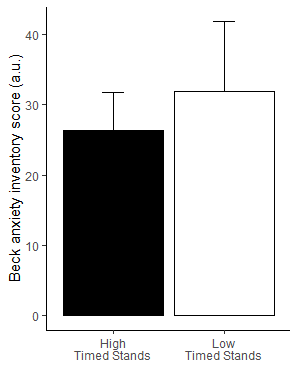 Beck anxiety inventory score (a.u.)
40
30
20
10
0
High
Timed Stands
Low
Timed Stands